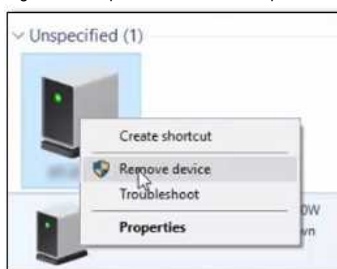 Unspecified (1)
Create shortcut
Remove device
Troubleshoot
Properties